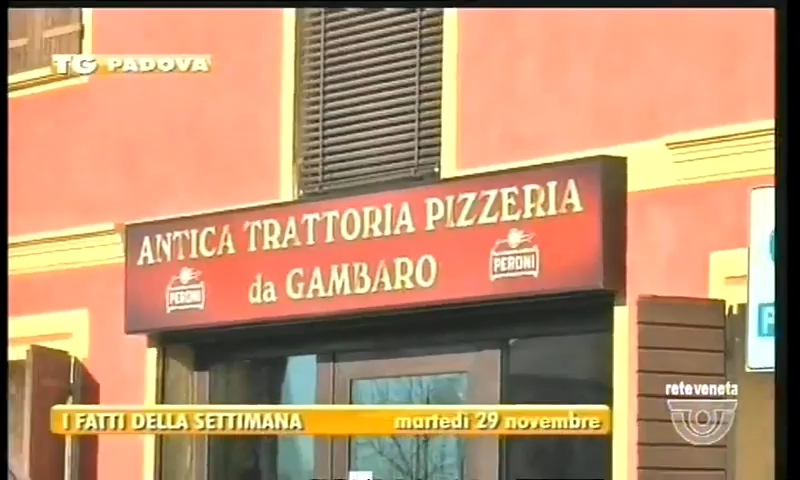 TG PADOVA
ANTICA TRATTORIA PIZZERIA
da GAMBARO
PERONI
PERONI
reteveneta
I FATTI DELLA SETTIMANA
martedì 29 novembre